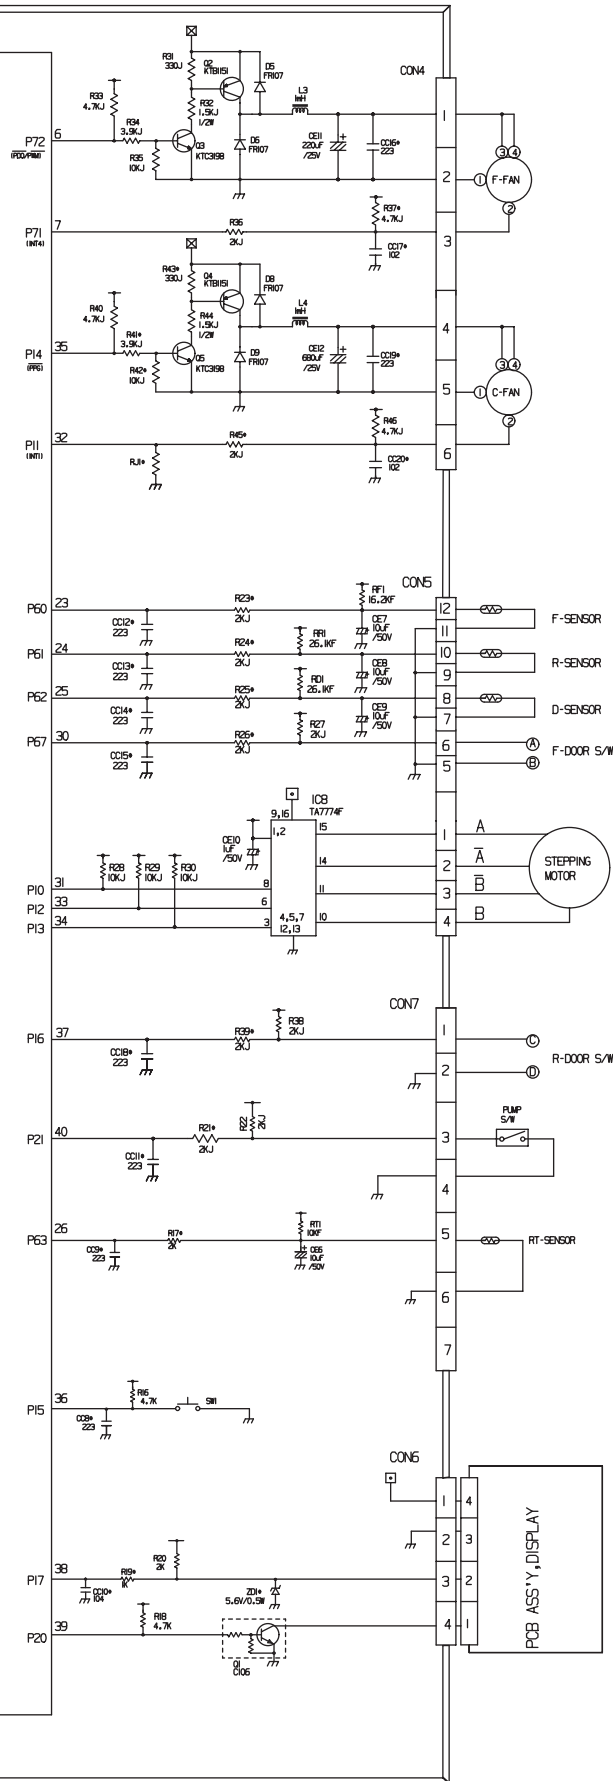 R31
330J
Q2
KTB1151
D5
FR107
L3
1mH
CON4
R33
4.7KJ
R34
3.9KJ
R32
1.5KJ
1/2W
Q3
KTC3198
D6
FR107
CE11
220uF
/25V
CC16*
223
1
3 4
P72
6
(PDO/PWM)
R35
10KJ
2
1
F-FAN
2
P71
7
(INT4)
R36
2KJ
R37*
4.7KJ
CC17*
102
3
R43*
330J
Q4
KTB1151
D8
FR107
L4
1mH
R40
4.7KJ
R41*
3.9KJ
R44
1.5KJ
1/2W
Q5
KTC3198
D9
FR107
CE12
680uF
/25V
CC19*
223
4
3 4
P14
35
(PPG)
R42*
10KJ
5
1
C-FAN
2
P11
32
(INT1)
RJ1*
R45*
2KJ
R46
4.7KJ
CC20*
102
6
CON5
P60
23
CC12*
223
R23*
2KJ
RF1
16.2KF
CE7
10uF
/50V
12
11
F-SENSOR
P61
24
CC13*
223
R24*
2KJ
RR1
26.1KF
CE8
10uF
/50V
10
9
R-SENSOR
P62
25
CC14*
223
R25*
2KJ
RD1
26.1KF
CE9
10uF
/50V
8
7
D-SENSOR
P67
30
CC15*
223
R26*
2KJ
R27
2KJ
6
5
A
B
F-DOOR S/W
IC8
TA7774F
9,16
1,2
CE10
1uF
/50V
15
14
11
10
8
6
3
4,5,7
12,13
R28
10KJ
R29
10KJ
R30
10KJ
P10
31
P12
33
P13
34
1
2
3
4
A
A̅
B̅
B
STEPPING
MOTOR
CON7
P16
37
CC18*
223
R39*
2KJ
R38
2KJ
1
2
C
D
R-DOOR S/W
P21
40
CC11*
223
R21*
2KJ
R22
2KJ
3
4
PUMP
S/W
P63
26
CC9*
223
R17*
2K
RT1
10KF
CE6
10uF
/50V
5
6
7
RT-SENSOR
P15
36
CC8*
223
R16
4.7K
SW1
CON6
1
2
3
4
4
3
2
1
PCB ASS'Y,DISPLAY
P17
38
CC10*
104
R19*
1K
R20
2K
ZD1*
5.6V/0.5W
P20
39
R18
4.7K
Q1
C106